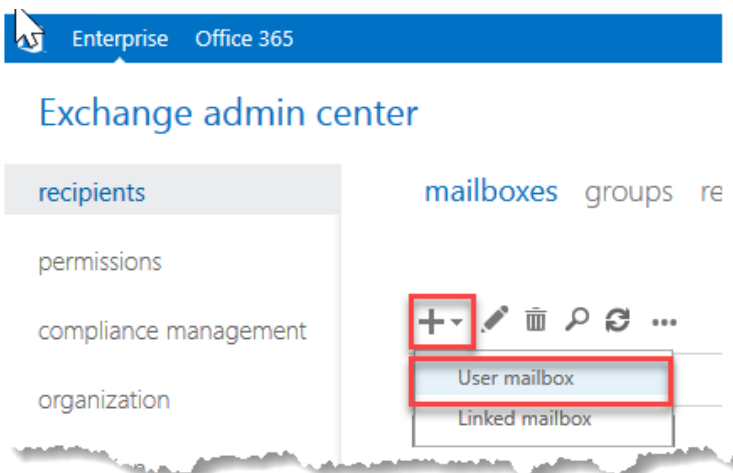 Enterprise Office 365
Exchange admin center
recipients
mailboxes groups re
permissions
compliance management
User mailbox
organization
Linked mailbox